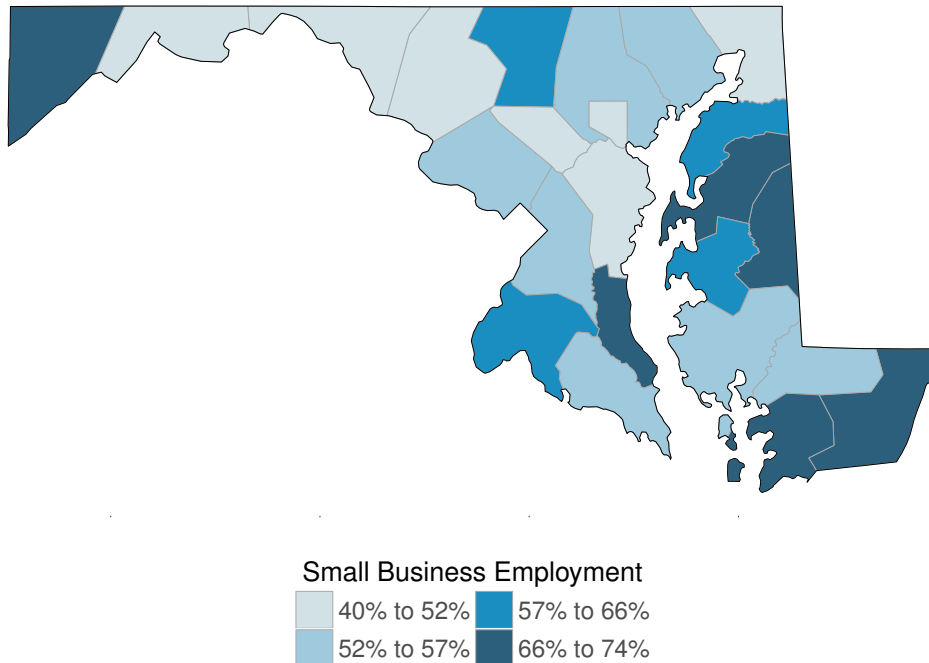 Small Business Employment
40% to 52% 57% to 66%
52% to 57% 66% to 74%